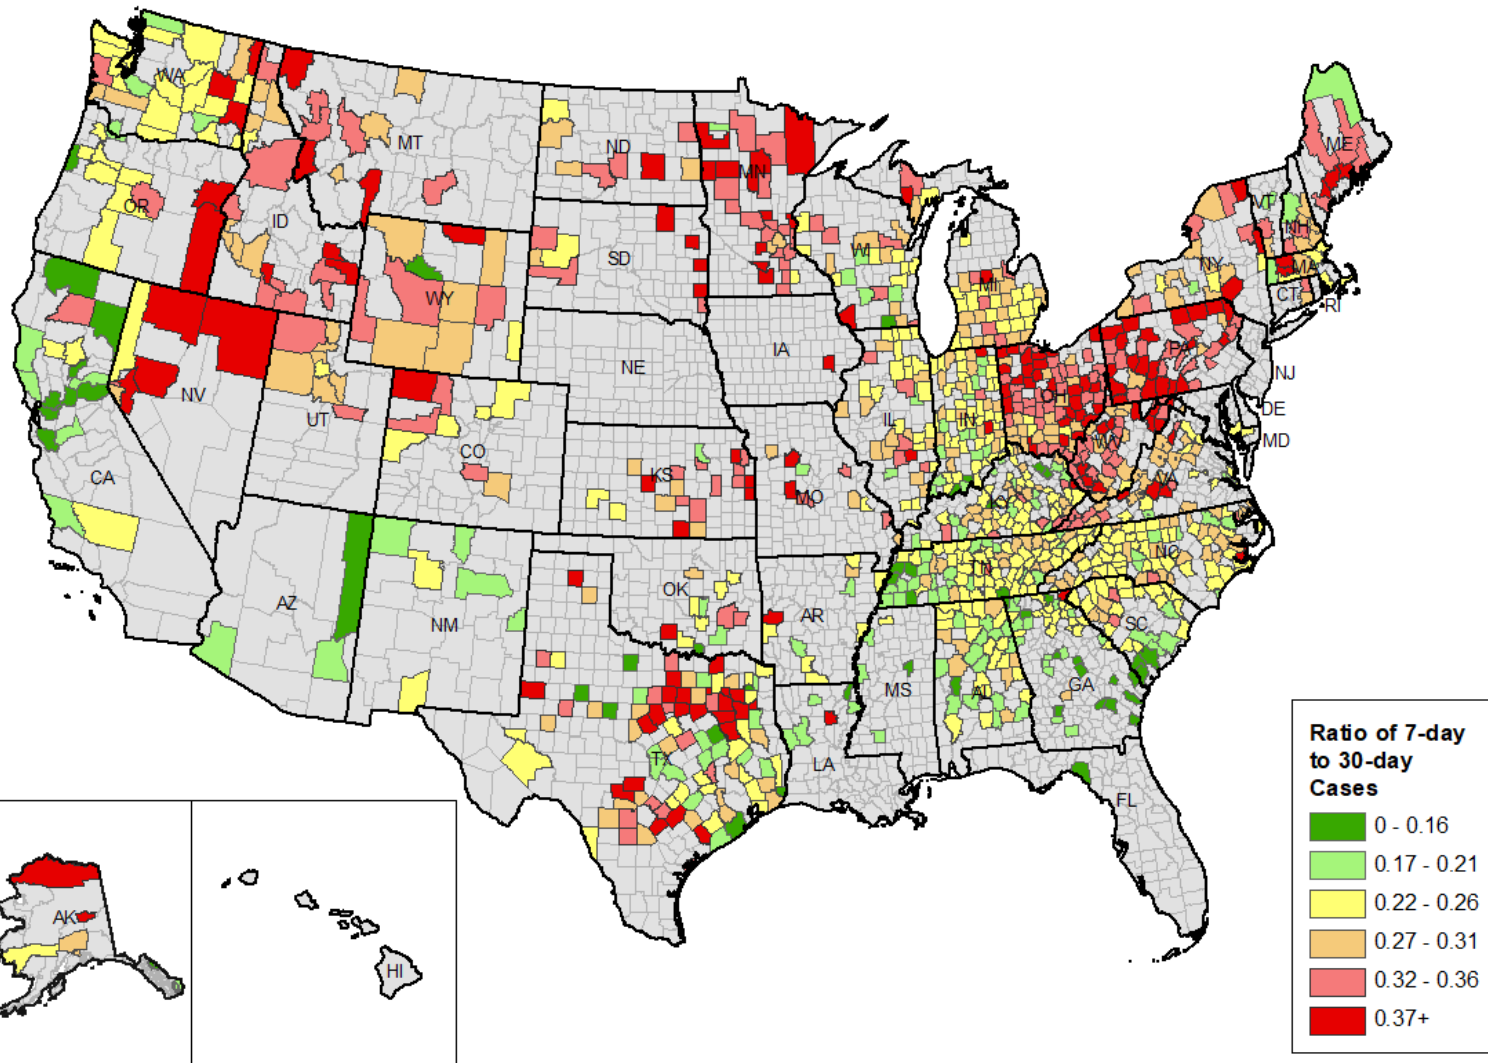 WA
MT
ND
MN
ME
VT
NH
OR
ID
SD
WI
MI
NY
MA
CT
RI
WY
IA
PA
NJ
NE
NV
UT
CO
IL
IN
OH
DE
MD
WV
CA
KS
MO
KY
VA
AZ
NM
OK
AR
TN
NC
SC
MS
AL
GA
TX
LA
FL
AK
HI
Ratio of 7-day
to 30-day
Cases
0 - 0.16
0.17 - 0.21
0.22 - 0.26
0.27 - 0.31
0.32 - 0.36
0.37+